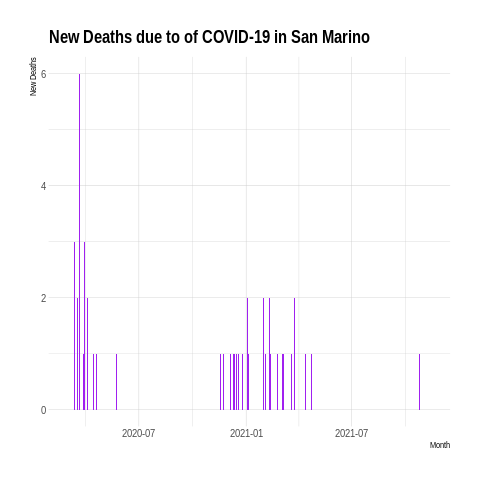 New Deaths due to of COVID-19 in San Marino
New Deaths
6
4
2
0
2020-07 2021-01 2021-07
Month